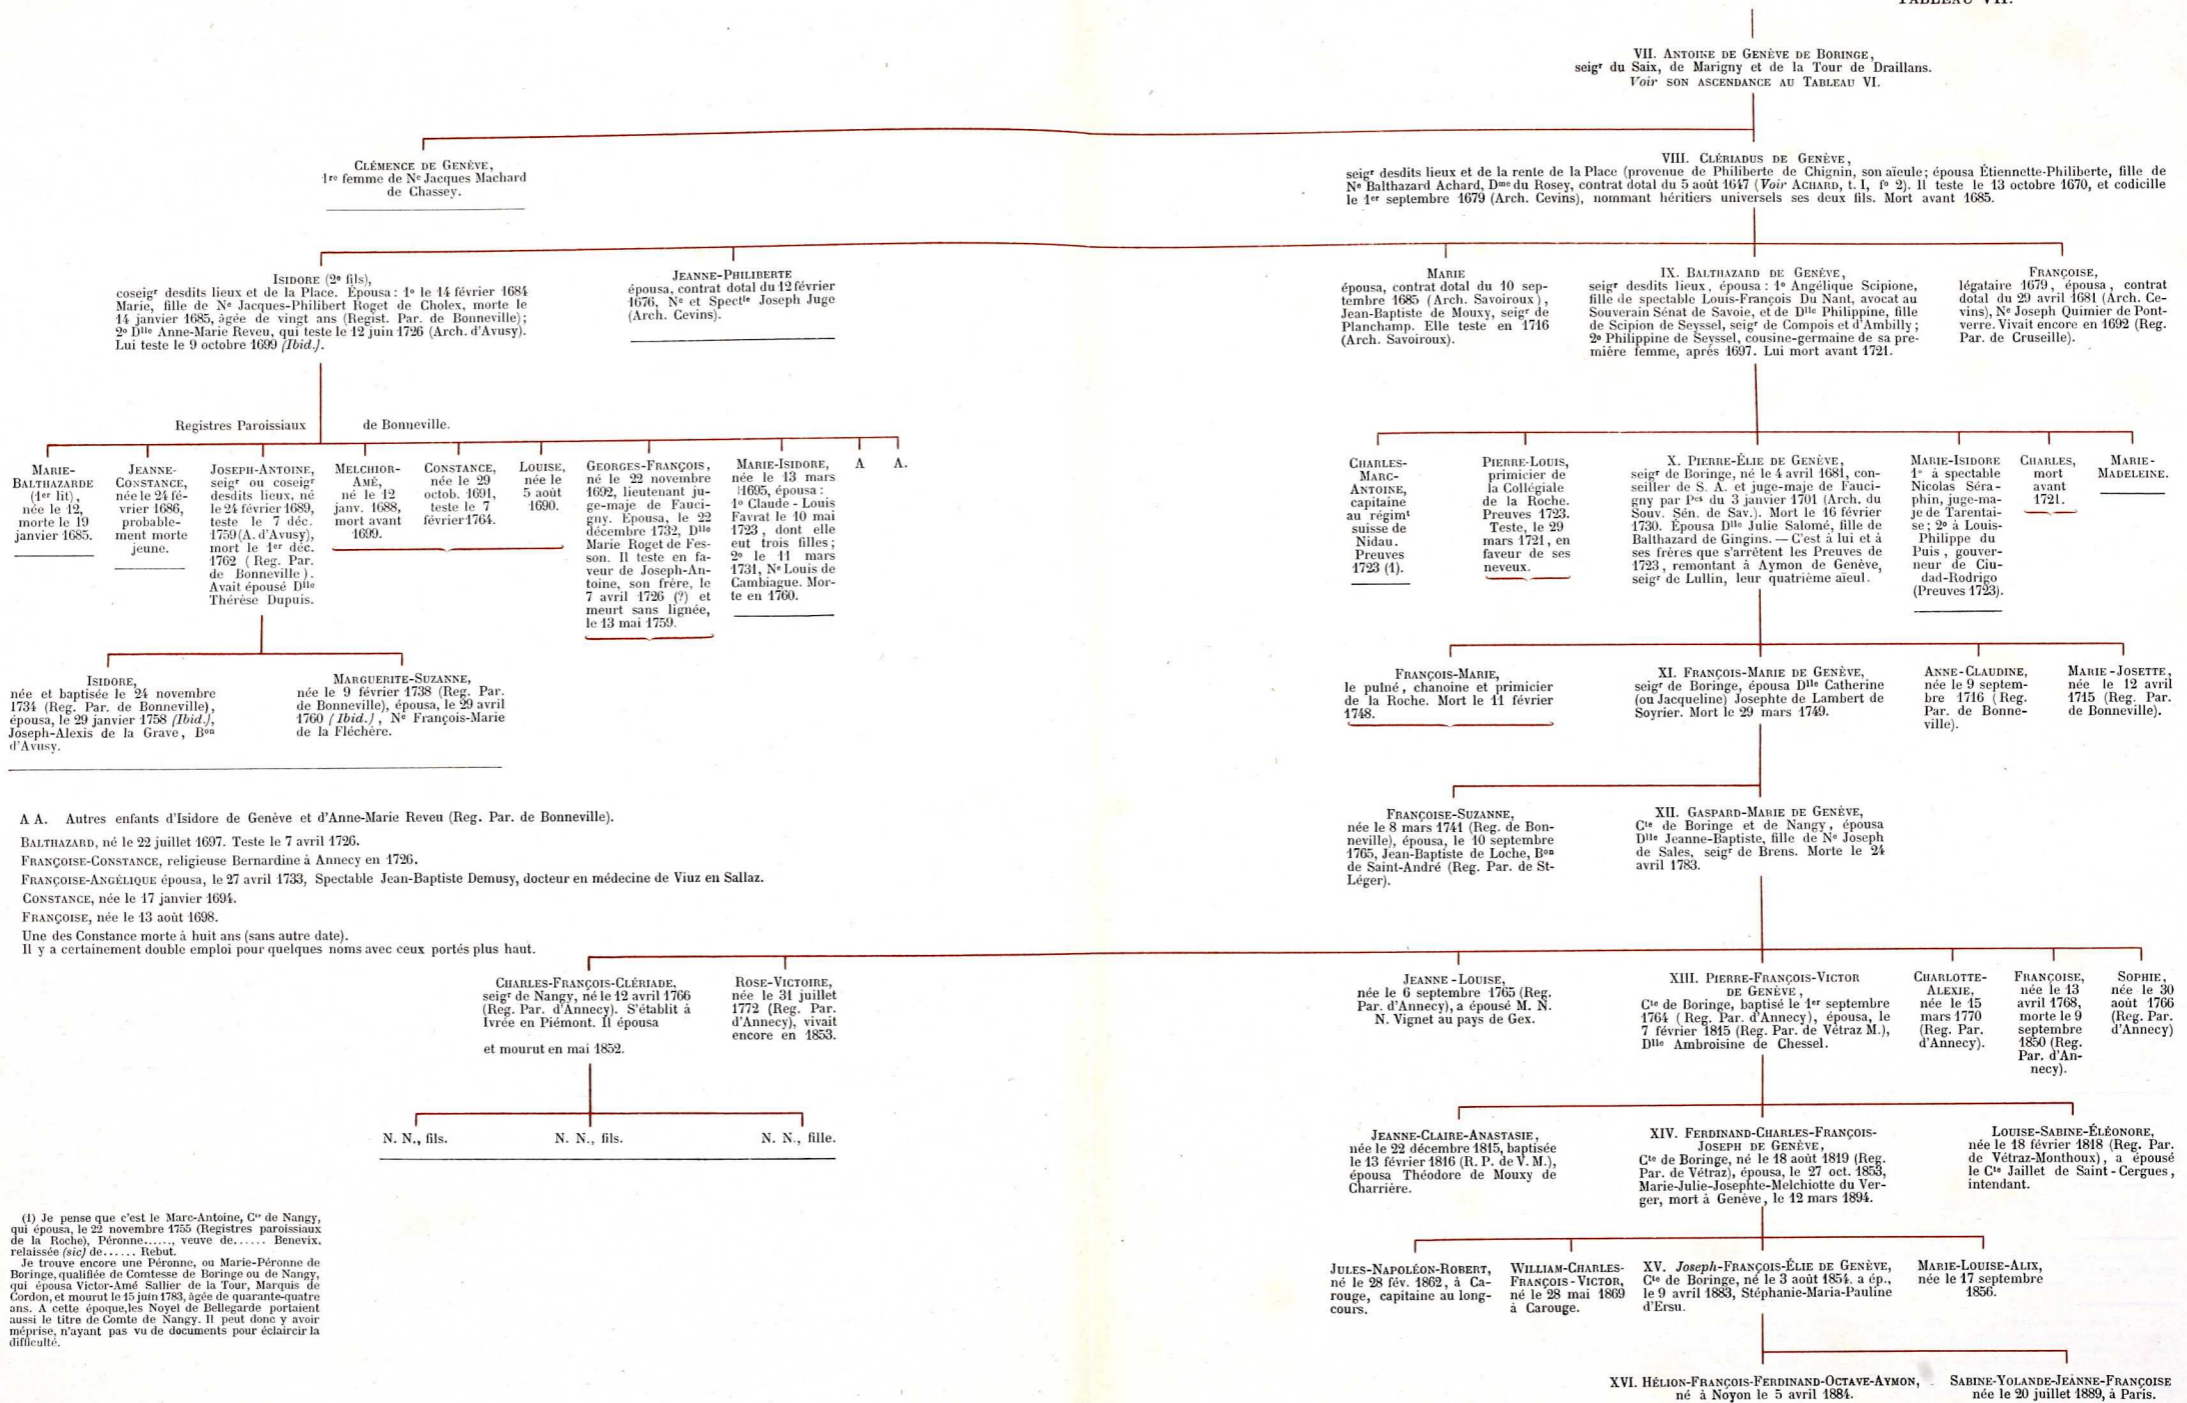 TABLEAU VII.
VII. Antoine de Genève de Boringe,
seigr du Saix, de Marigny et de la Tour de Draillans.
Voir son ascendance au Tableau VI.
Clémence de Genève,
1re femme de Ne Jacques Machard
de Chassey.
VIII. Clériadus de Genève,
seigr desdits lieux et de la rente de la Place (provenue de Philiberte de Chignin, son aïeule; épousa Étiennette-Philiberte, fille de
Ne Balthazard Achard, Dme du Rosey, contrat dotal du 5 août 1647 (Voir Achard, t. I, fo 2). Il teste le 13 octobre 1670, et codicille
le 1er septembre 1679 (Arch. Cevins), nommant héritiers universels ses deux fils. Mort avant 1685.
Isidore (2e fils),
coseigr desdits lieux et de la Place. Épousa: 1o le 14 février 1684
Marie, fille de Ne Jacques-Philibert Roget de Cholex, morte le
14 janvier 1685, âgée de vingt ans (Regist. Par. de Bonneville);
2o Dlle Anne-Marie Reveu, qui teste le 12 juin 1726 (Arch. d'Avusy).
Lui teste le 9 octobre 1699 (Ibid.).
Jeanne-Philiberte
épousa, contrat dotal du 12 février
1676, Ne et Spectle Joseph Juge
(Arch. Cevins).
Marie
épousa, contrat dotal du 10 sep-
tembre 1685 (Arch. Savoiroux),
Jean-Baptiste de Mouxy, seigr de
Planchamp. Elle teste en 1716
(Arch. Savoiroux).
IX. Balthazard de Genève,
seigr desdits lieux, épousa: 1o Angélique Scipione,
fille de spectable Louis-François Du Nant, avocat au
Souverain Sénat de Savoie, et de Dlle Philippine, fille
de Scipion de Seyssel, seigr de Compois et d'Ambilly;
2o Philippine de Seyssel, cousine-germaine de sa pre-
mière femme, après 1697. Lui mort avant 1721.
Françoise,
légataire 1679, épousa, contrat
dotal du 29 avril 1681 (Arch. Ce-
vins), Ne Joseph Quimier de Pont-
verre. Vivait encore en 1692 (Reg.
Par. de Cruseille).
Registres Paroissiaux de Bonneville.
Marie-
Balthazarde
(1er lit),
née le 12,
morte le 19
janvier 1685.
Jeanne-
Constance,
née le 24 fé-
vrier 1686,
probable-
ment morte
jeune.
Joseph-Antoine,
seigr ou coseigr
desdits lieux, né
le 24 février 1689,
teste le 7 déc.
1759 (A. d'Avusy),
mort le 1er déc.
1762 (Reg. Par.
de Bonneville).
Avait épousé Dlle
Thérèse Dupuis.
Melchior-
Amé,
né le 12
janv. 1688,
mort avant
1699.
Constance,
née le 29
octob. 1691,
teste le 7
février 1764.
Louise,
née le
5 août
1690.
Georges-François,
né le 22 novembre
1692, lieutenant ju-
ge-maje de Fauci-
gny. Épousa, le 22
décembre 1732, Dlle
Marie Roget de Fes-
son. Il teste en fa-
veur de Joseph-An-
toine, son frère, le
7 avril 1726 (?) et
meurt sans lignée,
le 13 mai 1759.
Marie-Isidore,
née le 13 mars
1695, épousa:
1o Claude-Louis
Favrat le 10 mai
1723, dont elle
eut trois filles;
2o le 11 mars
1731, Ne Louis de
Cambiague. Mor-
te en 1760.
A A.
Charles-
Marc-
Antoine,
capitaine
au régimt
suisse de
Nidau.
Preuves
1723 (1).
Pierre-Louis,
primicier de
la Collégiale
de la Roche.
Preuves 1723.
Teste, le 29
mars 1721, en
faveur de ses
neveux.
X. Pierre-Élie de Genève,
seigr de Boringe, né le 4 avril 1681, con-
seiller de S. A. et juge-maje de Fauci-
gny par Pes du 3 janvier 1701 (Arch. du
Souv. Sén. de Sav.). Mort le 16 février
1730. Épousa Dlle Julie Salomé, fille de
Balthazard de Gingins. — C'est à lui et à
ses frères que s'arrêtent les Preuves de
1723, remontant à Aymon de Genève,
seigr de Lullin, leur quatrième aïeul.
Marie-Isidore
1o à spectable
Nicolas Séra-
phin, juge-ma-
je de Tarentai-
se; 2o à Louis-
Philippe du
Puis, gouver-
neur de Ciu-
dad-Rodrigo
(Preuves 1723).
Charles,
mort
avant
1721.
Marie-
Madeleine.
Isidore,
née et baptisée le 24 novembre
1734 (Reg. Par. de Bonneville),
épousa, le 29 janvier 1758 (Ibid.),
Joseph-Alexis de la Grave, Bon
d'Avusy.
Marguerite-Suzanne,
née le 9 février 1738 (Reg. Par.
de Bonneville), épousa, le 29 avril
1760 (Ibid.), Ne François-Marie
de la Fléchère.
François-Marie,
le puîné, chanoine et primicier
de la Roche. Mort le 11 février
1748.
XI. François-Marie de Genève,
seigr de Boringe, épousa Dlle Catherine
(ou Jacqueline) Josephte de Lambert de
Soyrier. Mort le 29 mars 1749.
Anne-Claudine,
née le 9 septem-
bre 1716 (Reg.
Par. de Bonne-
ville).
Marie-Josette,
née le 12 avril
1715 (Reg. Par.
de Bonneville).
Françoise-Suzanne,
née le 8 mars 1741 (Reg. de Bon-
neville), épousa, le 10 septembre
1765, Jean-Baptiste de Loche, Bon
de Saint-André (Reg. Par. de St-
Léger).
XII. Gaspard-Marie de Genève,
Cte de Boringe et de Nangy, épousa
Dlle Jeanne-Baptiste, fille de Ne Joseph
de Sales, seigr de Brens. Morte le 24
avril 1783.
A A. Autres enfants d'Isidore de Genève et d'Anne-Marie Reveu (Reg. Par. de Bonneville).
Balthazard, né le 22 juillet 1697. Teste le 7 avril 1726.
Françoise-Constance, religieuse Bernardine à Annecy en 1726.
Françoise-Angélique épousa, le 27 avril 1733, Spectable Jean-Baptiste Demusy, docteur en médecine de Viuz en Sallaz.
Constance, née le 17 janvier 1694.
Françoise, née le 13 août 1698.
Une des Constance morte à huit ans (sans autre date).
Il y a certainement double emploi pour quelques noms avec ceux portés plus haut.
Charles-François-Clériade,
seigr de Nangy, né le 12 avril 1766
(Reg. Par. d'Annecy). S'établit à
Ivrée en Piémont. Il épousa
et mourut en mai 1852.
Rose-Victoire,
née le 31 juillet
1772 (Reg. Par.
d'Annecy), vivait
encore en 1853.
Jeanne-Louise,
née le 6 septembre 1765 (Reg.
Par. d'Annecy), a épousé M. N.
N. Vignet au pays de Gex.
XIII. Pierre-François-Victor
de Genève,
Cte de Boringe, baptisé le 1er septembre
1764 (Reg. Par. d'Annecy), épousa, le
7 février 1815 (Reg. Par. de Vétraz M.),
Dlle Ambroisine de Chessel.
Charlotte-
Alexie,
née le 15
mars 1770
(Reg. Par.
d'Annecy).
Françoise,
née le 13
avril 1768,
morte le 9
septembre
1850 (Reg.
Par. d'An-
necy).
Sophie,
née le 30
août 1766
(Reg. Par.
d'Annecy)
N. N., fils.
N. N., fils.
N. N., fille.
Jeanne-Claire-Anastasie,
née le 22 décembre 1815, baptisée
le 13 février 1816 (R. P. de V. M.),
épousa Théodore de Mouxy de
Charrière.
XIV. Ferdinand-Charles-François-
Joseph de Genève,
Cte de Boringe, né le 18 août 1819 (Reg.
Par. de Vétraz), épousa, le 27 oct. 1853,
Marie-Julie-Josephte-Melchiotte du Ver-
ger, mort à Genève, le 12 mars 1894.
Louise-Sabine-Éléonore,
née le 18 février 1818 (Reg. Par.
de Vétraz-Monthoux), a épousé
le Cte Jaillet de Saint-Cergues,
intendant.
(1) Je pense que c'est le Marc-Antoine, Cte de Nangy,
qui épousa, le 22 novembre 1755 (Registres paroissiaux
de la Roche), Péronne......, veuve de...... Benevix,
relaissée (sic) de...... Rebut.
Je trouve encore une Péronne, ou Marie-Péronne de
Boringe, qualifiée de Comtesse de Boringe ou de Nangy,
qui épousa Victor-Amé Sallier de la Tour, Marquis de
Cordon, et mourut le 15 juin 1783, âgée de quarante-quatre
ans. A cette époque, les Noyel de Bellegarde portaient
aussi le titre de Comte de Nangy. Il peut donc y avoir
méprise, n'ayant pas vu de documents pour éclaircir la
difficulté.
Jules-Napoléon-Robert,
né le 28 fév. 1862, à Ca-
rouge, capitaine au long-
cours.
William-Charles-
François-Victor,
né le 28 mai 1869
à Carouge.
XV. Joseph-François-Élie de Genève,
Cte de Boringe, né le 3 août 1854. a ép.,
le 9 avril 1883, Stéphanie-Maria-Pauline
d'Ersu.
Marie-Louise-Alix,
née le 17 septembre
1856.
XVI. Hélion-François-Ferdinand-Octave-Aymon,
né à Noyon le 5 avril 1884.
Sabine-Yolande-Jeanne-Françoise
née le 20 juillet 1889, à Paris.